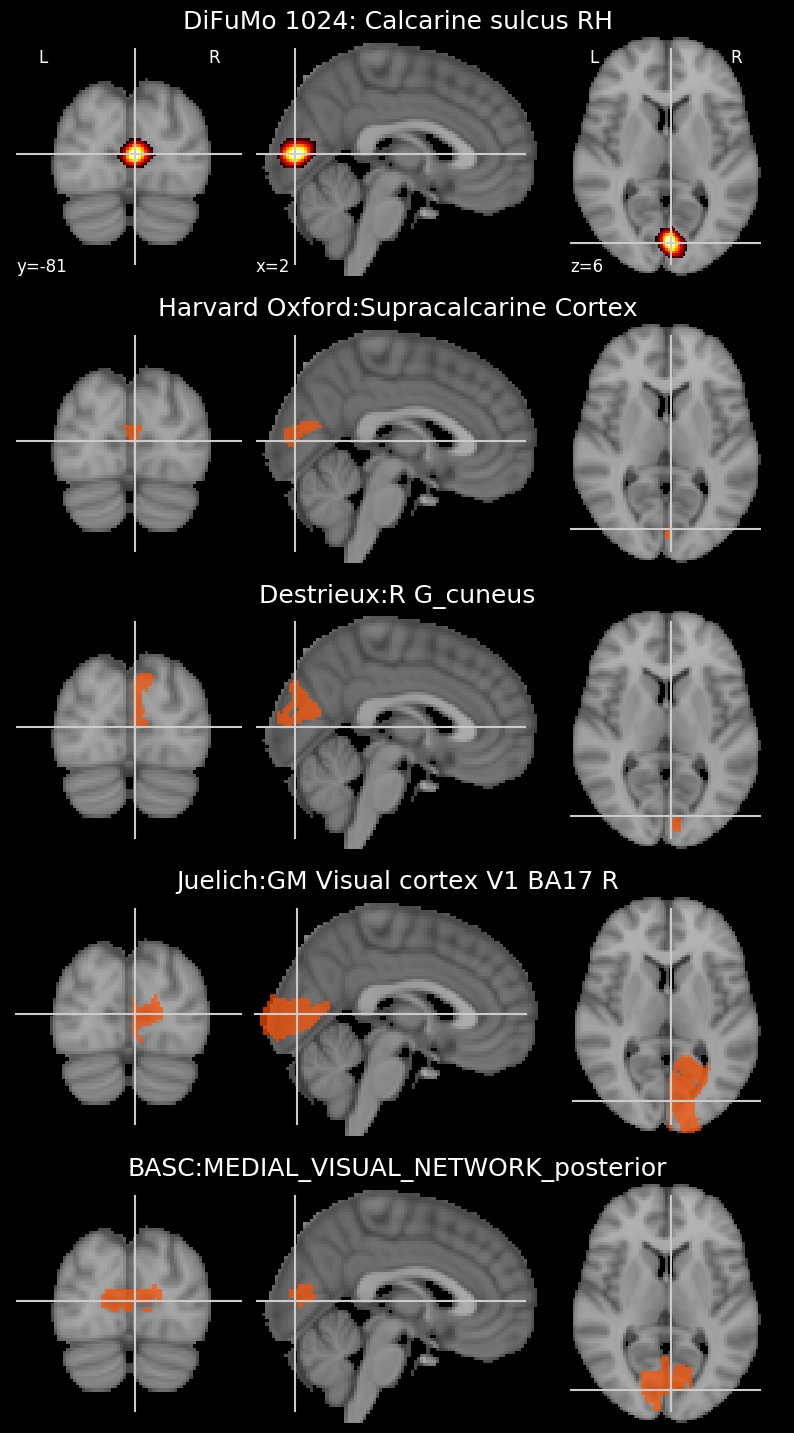 DiFuMo 1024: Calcarine sulcus RH
L R L R
y=-81 x=2 z=6
Harvard Oxford:Supracalcarine Cortex
Destrieux:R G_cuneus
Juelich:GM Visual cortex V1 BA17 R
BASC:MEDIAL_VISUAL_NETWORK_posterior